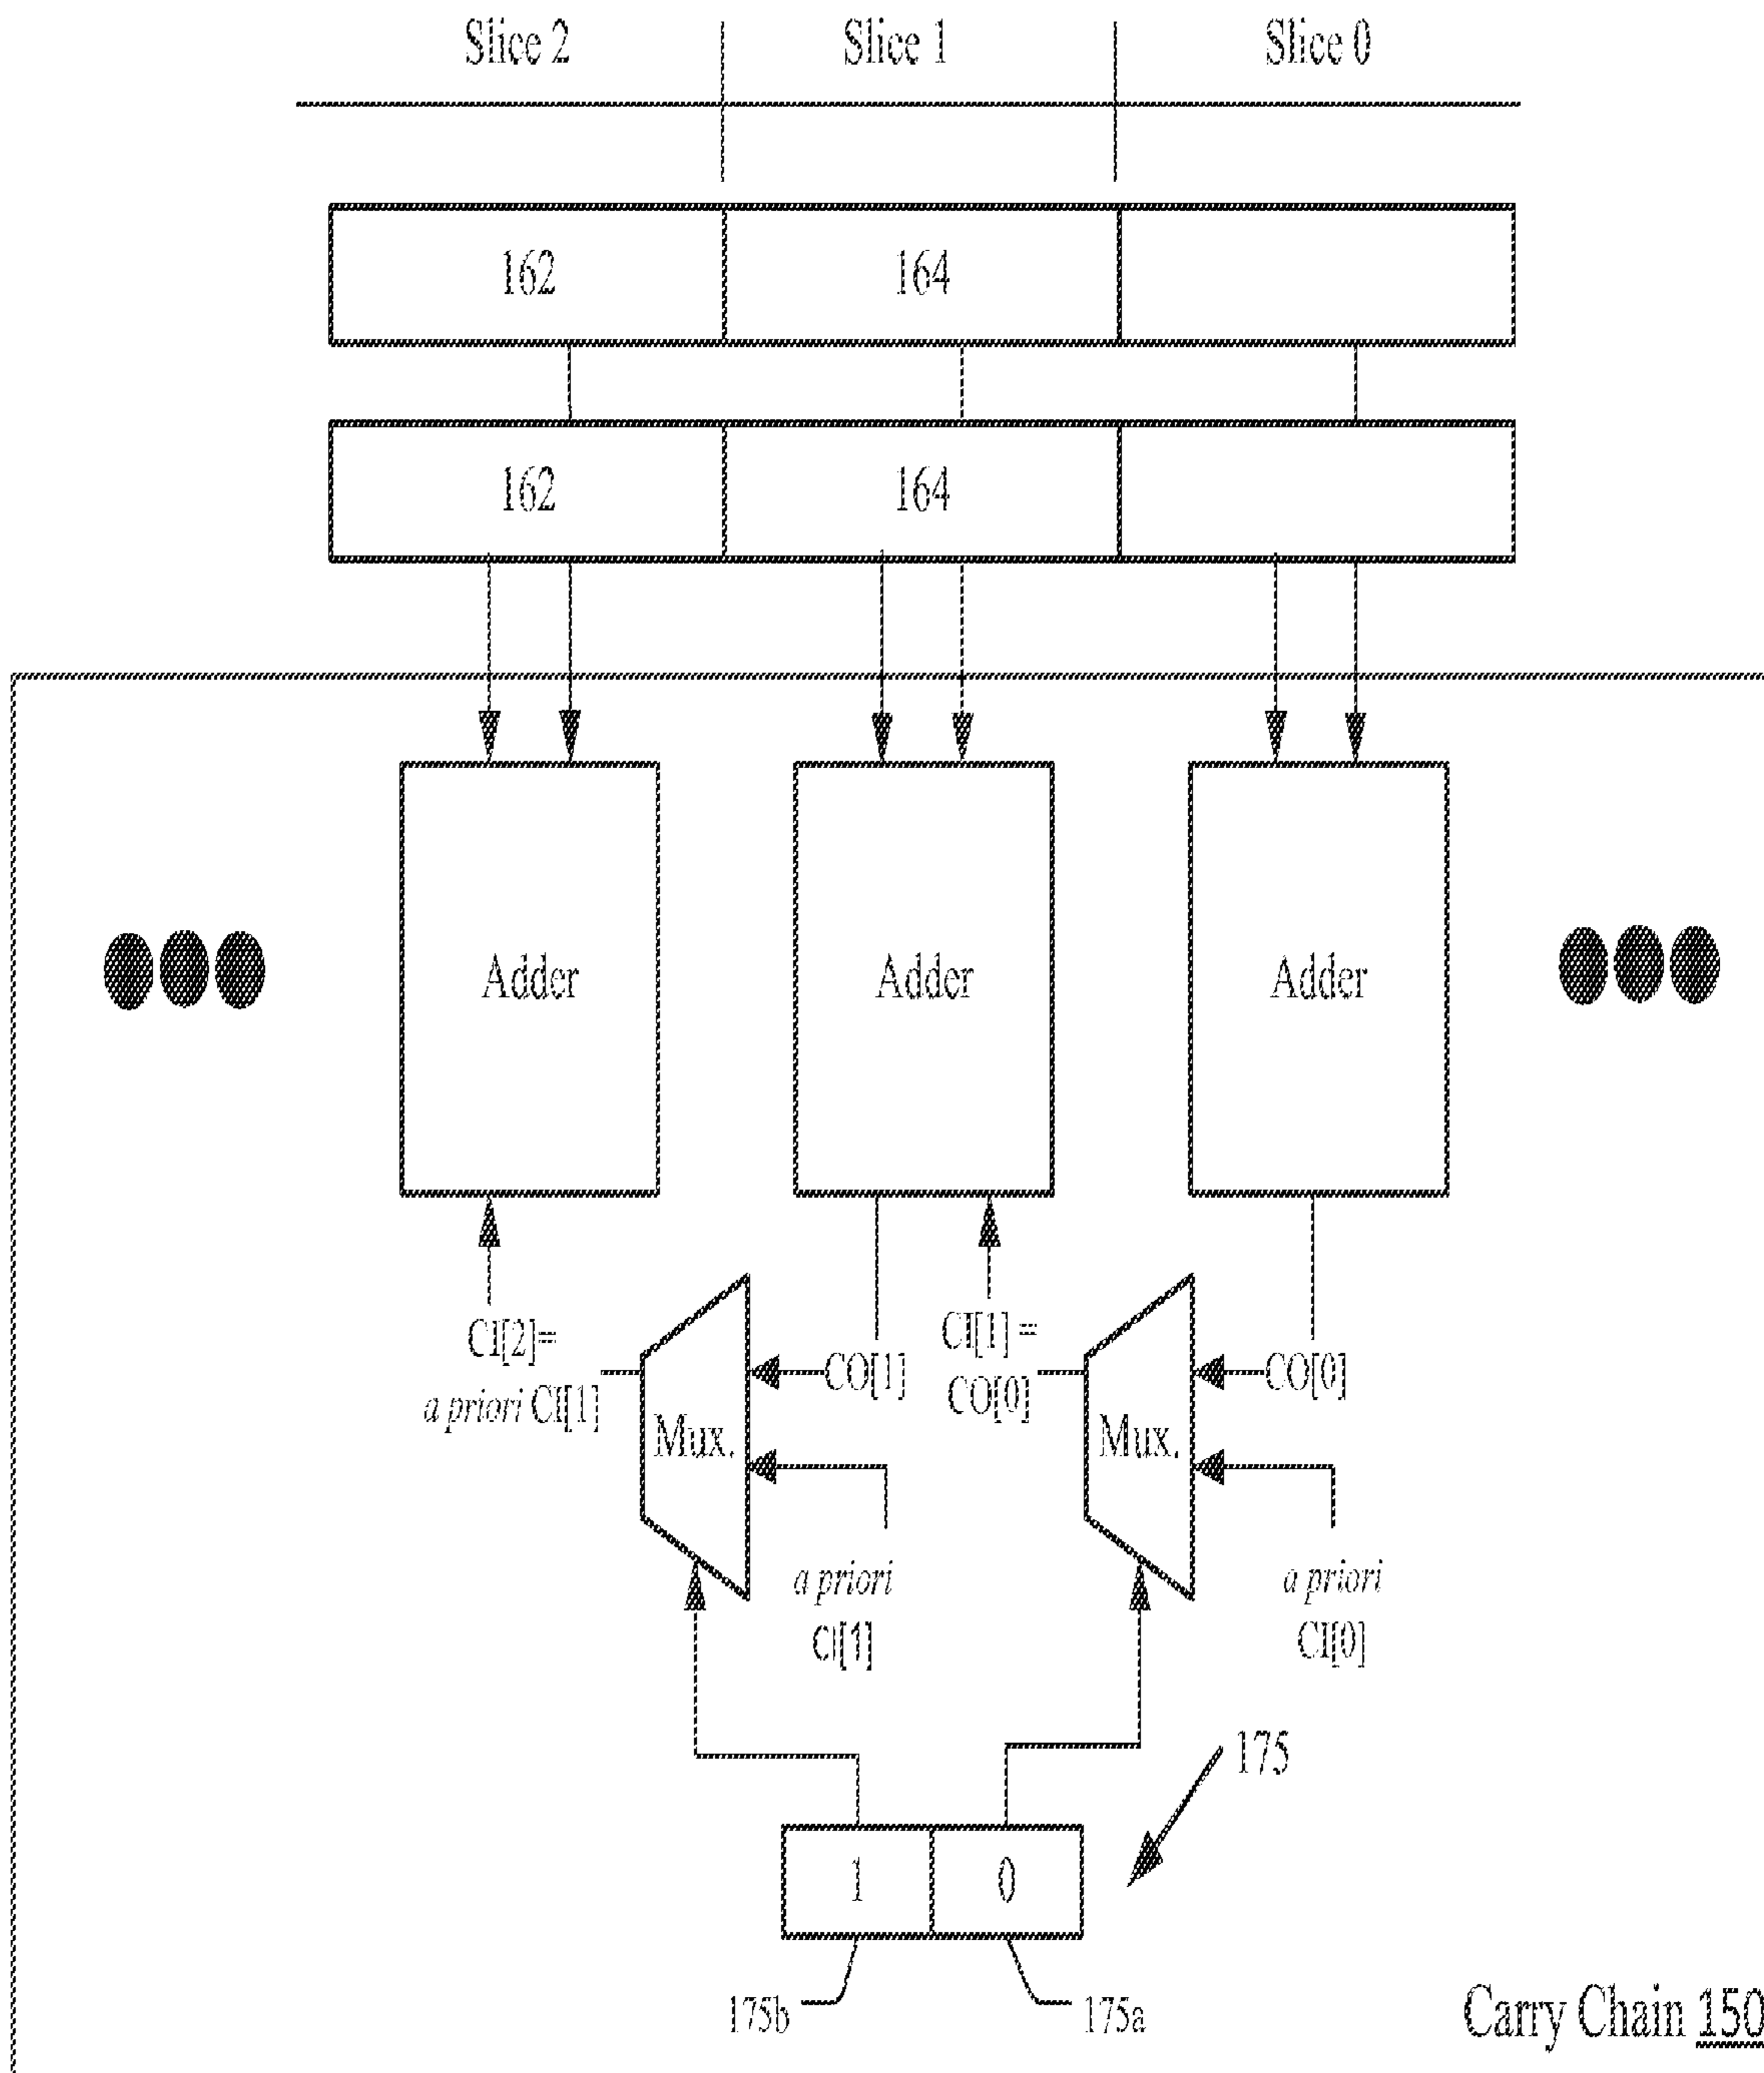 Slice 2
Slice 1
Slice 0
162
164
162
164
Adder
Adder
Adder
CI[2]=
a priori CI[1]
Mux.
CO[1]
CI[1] =
CO[0]
Mux.
CO[0]
a priori
CI[1]
a priori
CI[0]
175
1
0
175b
175a
Carry Chain 150